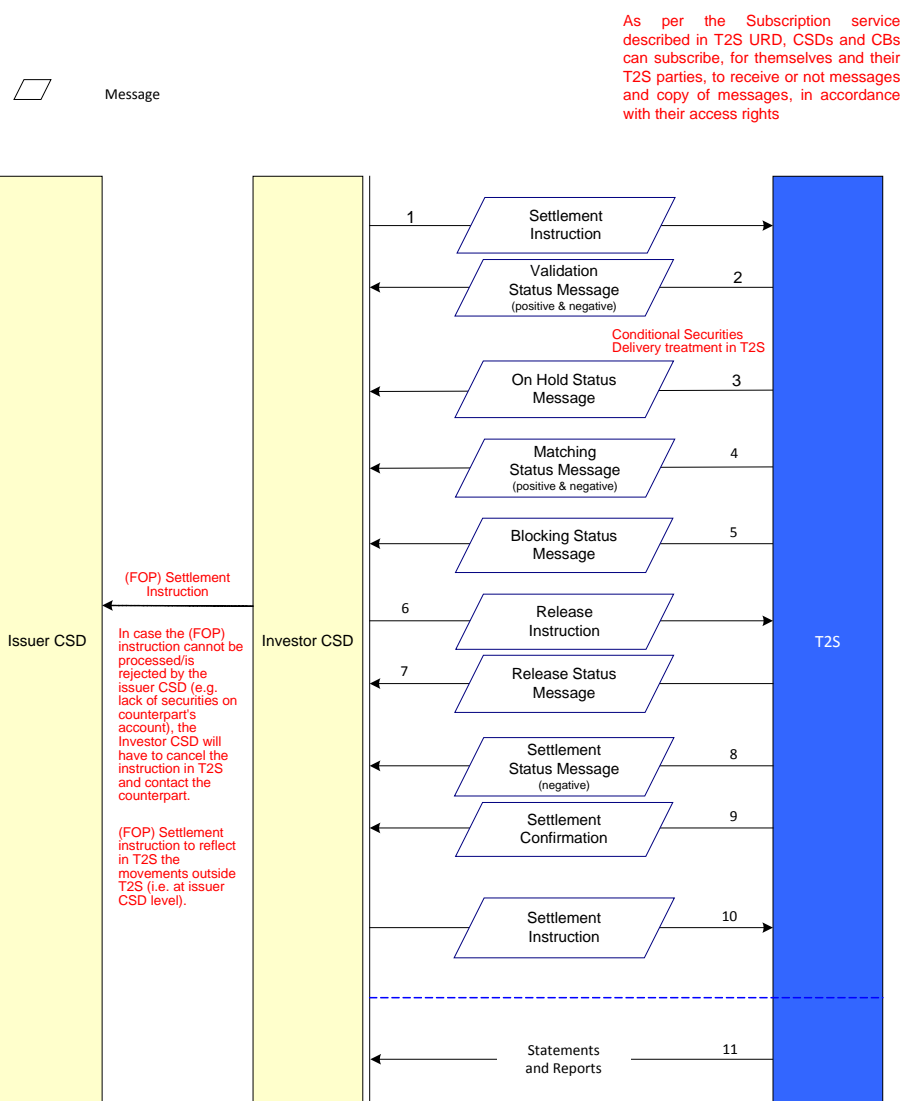 As per the Subscription service
described in T2S URD, CSDs and CBs
can subscribe, for themselves and their
T2S parties, to receive or not messages
and copy of messages, in accordance
with their access rights
Message
1
Settlement
Instruction
Validation
Status Message
(positive & negative)
2
Conditional Securities
Delivery treatment in T2S
On Hold Status
Message
3
Matching
Status Message
(positive & negative)
4
Blocking Status
Message
5
(FOP) Settlement
Instruction
6
Release
Instruction
Issuer CSD
Investor CSD
T2S
In case the (FOP)
instruction cannot be
processed/is
rejected by the
issuer CSD (e.g.
lack of securities on
counterpart's
account), the
Investor CSD will
have to cancel the
instruction in T2S
and contact the
counterpart.
7
Release Status
Message
Settlement
Status Message
(negative)
8
Settlement
Confirmation
9
(FOP) Settlement
instruction to reflect
in T2S the
movements outside
T2S (i.e. at issuer
CSD level).
Settlement
Instruction
10
Statements
and Reports
11